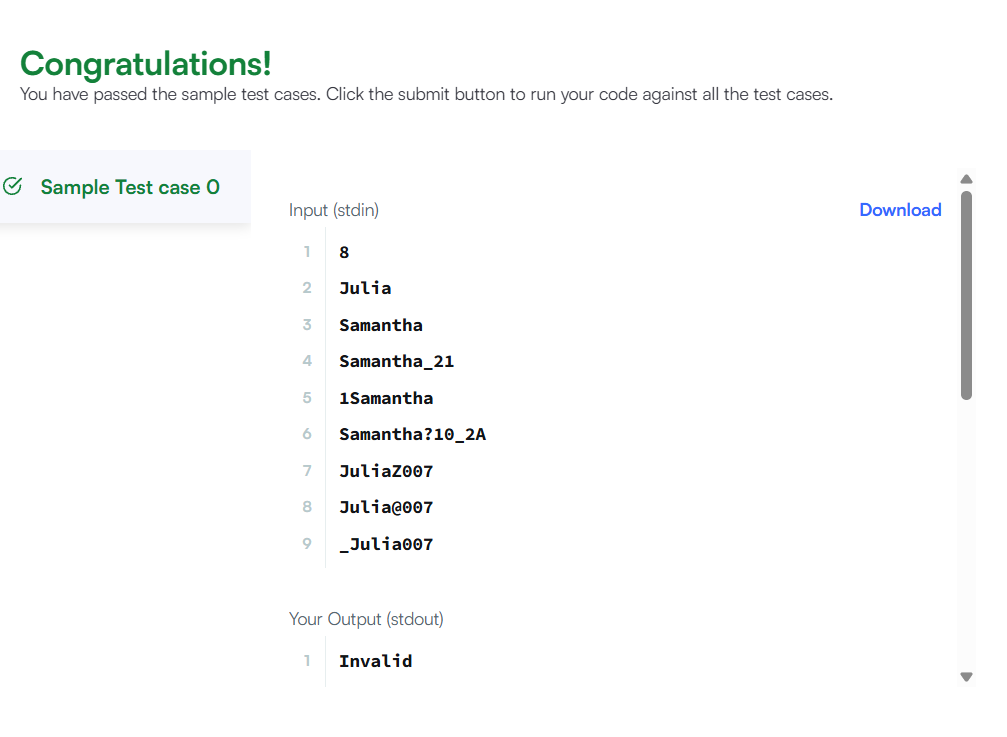 Congratulations!
You have passed the sample test cases. Click the submit button to run your code against all the test cases.
Sample Test case 0
Input (stdin)
Download
1 8
2 Julia
3 Samantha
4 Samantha_21
5 1Samantha
6 Samantha?10_2A
7 JuliaZ007
8 Julia@007
9 _Julia007
Your Output (stdout)
1 Invalid